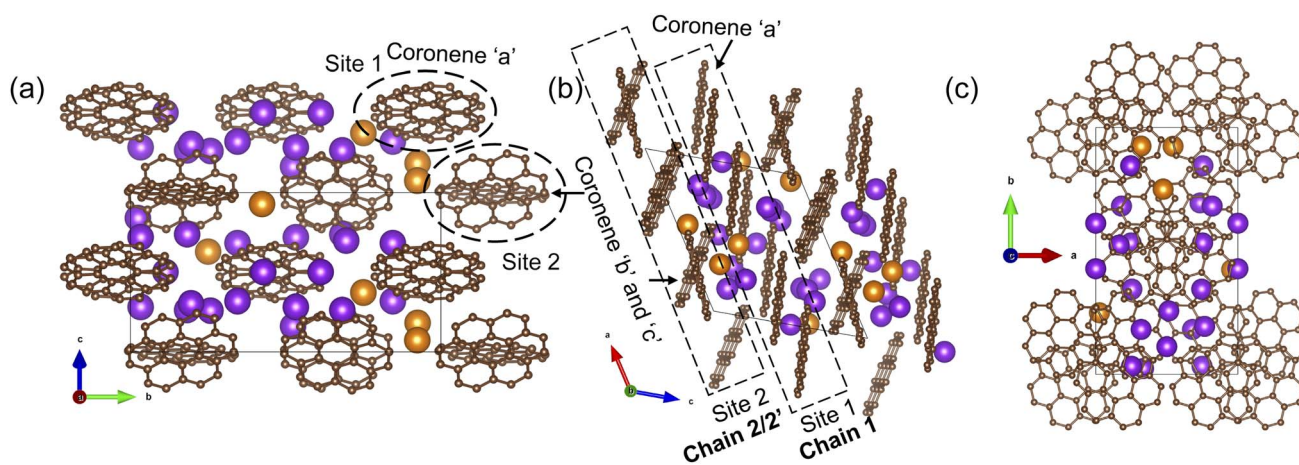 (a)
Site 1
Coronene ‘a’
Site 2
c
a
b
(b)
Coronene ‘a’
Coronene ‘b’ and ‘c’
Site 2
Chain 2/2’
Site 1
Chain 1
a
b
c
(c)
b
c
a